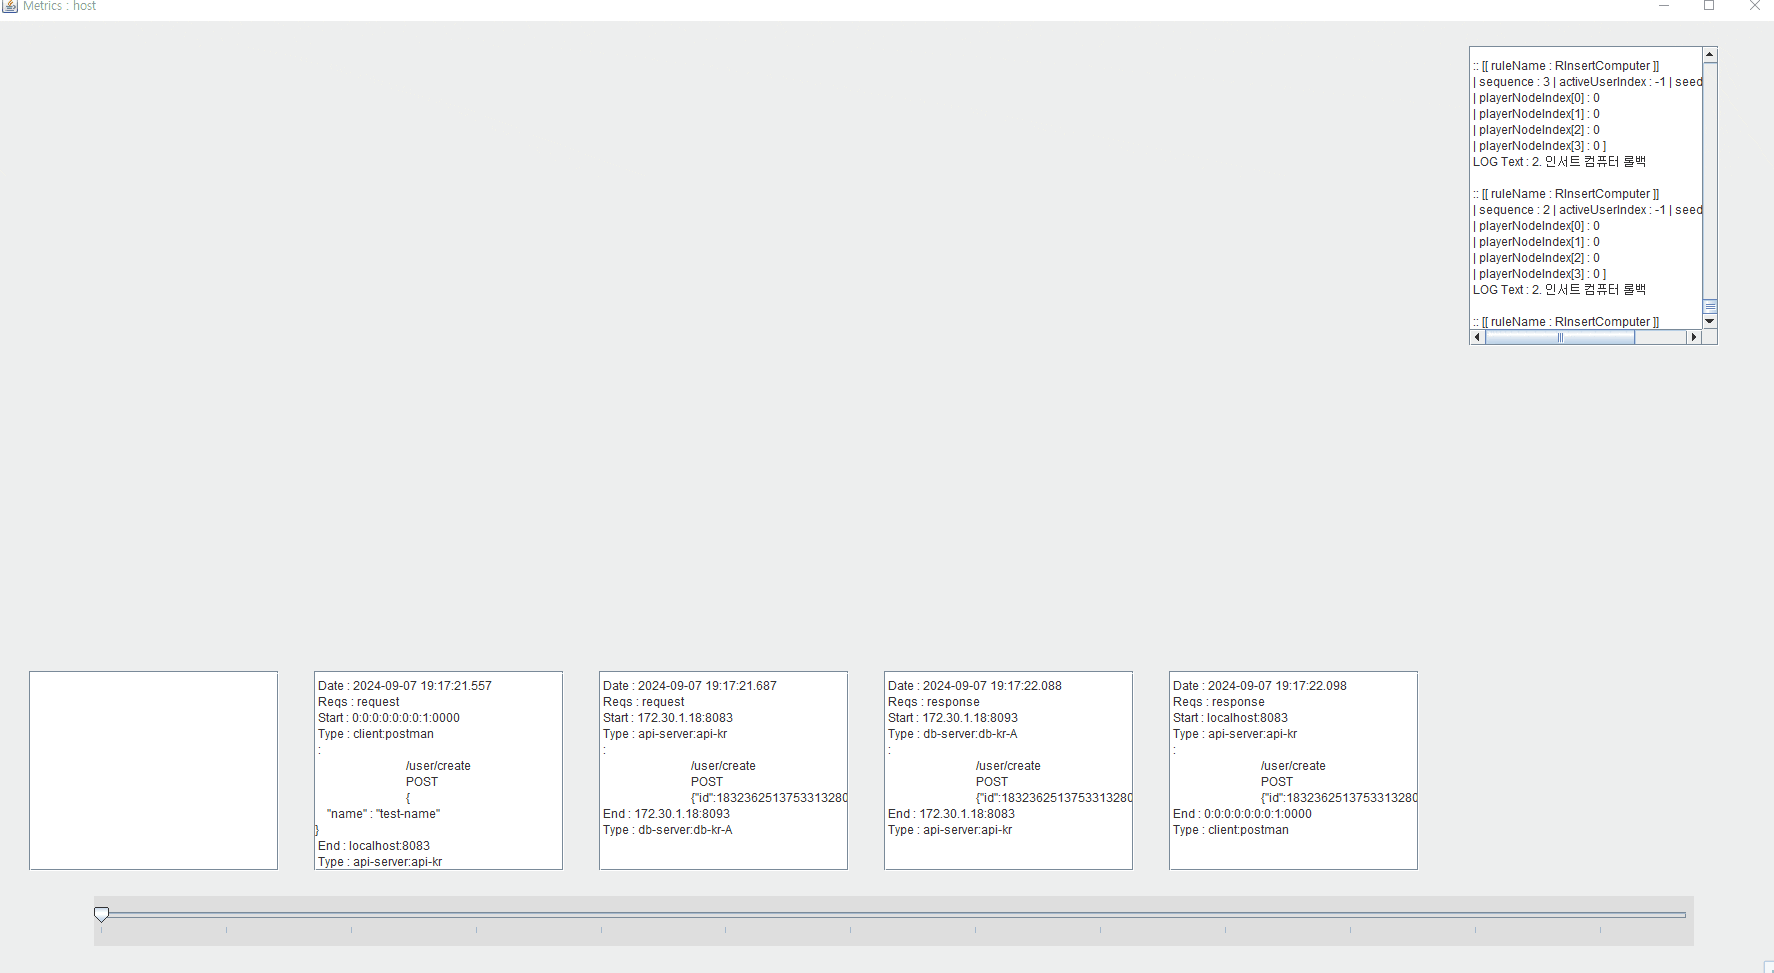 Metrics : host
:: [[ ruleName : RInsertComputer ]]
| sequence : 3 | activeUserIndex : -1 | seed
| playerNodeIndex[0] : 0
| playerNodeIndex[1] : 0
| playerNodeIndex[2] : 0
| playerNodeIndex[3] : 0 ]
LOG Text : 2. 인서트 컴퓨터 롤백
:: [[ ruleName : RInsertComputer ]]
| sequence : 2 | activeUserIndex : -1 | seed
| playerNodeIndex[0] : 0
| playerNodeIndex[1] : 0
| playerNodeIndex[2] : 0
| playerNodeIndex[3] : 0 ]
LOG Text : 2. 인서트 컴퓨터 롤백
:: [[ ruleName : RInsertComputer ]]
Date : 2024-09-07 19:17:21.557
Reqs : request
Start : 0:0:0:0:0:0:0:1:0000
Type : client:postman
:
/user/create
POST
{
"name" : "test-name"
}
End : localhost:8083
Type : api-server:api-kr
Date : 2024-09-07 19:17:21.687
Reqs : request
Start : 172.30.1.18:8083
Type : api-server:api-kr
:
/user/create
POST
{"id":1832362513753313280
End : 172.30.1.18:8093
Type : db-server:db-kr-A
Date : 2024-09-07 19:17:22.088
Reqs : response
Start : 172.30.1.18:8093
Type : db-server:db-kr-A
:
/user/create
POST
{"id":1832362513753313280
End : 172.30.1.18:8083
Type : api-server:api-kr
Date : 2024-09-07 19:17:22.098
Reqs : response
Start : localhost:8083
Type : api-server:api-kr
:
/user/create
POST
{"id":1832362513753313280
End : 0:0:0:0:0:0:0:1:0000
Type : client:postman